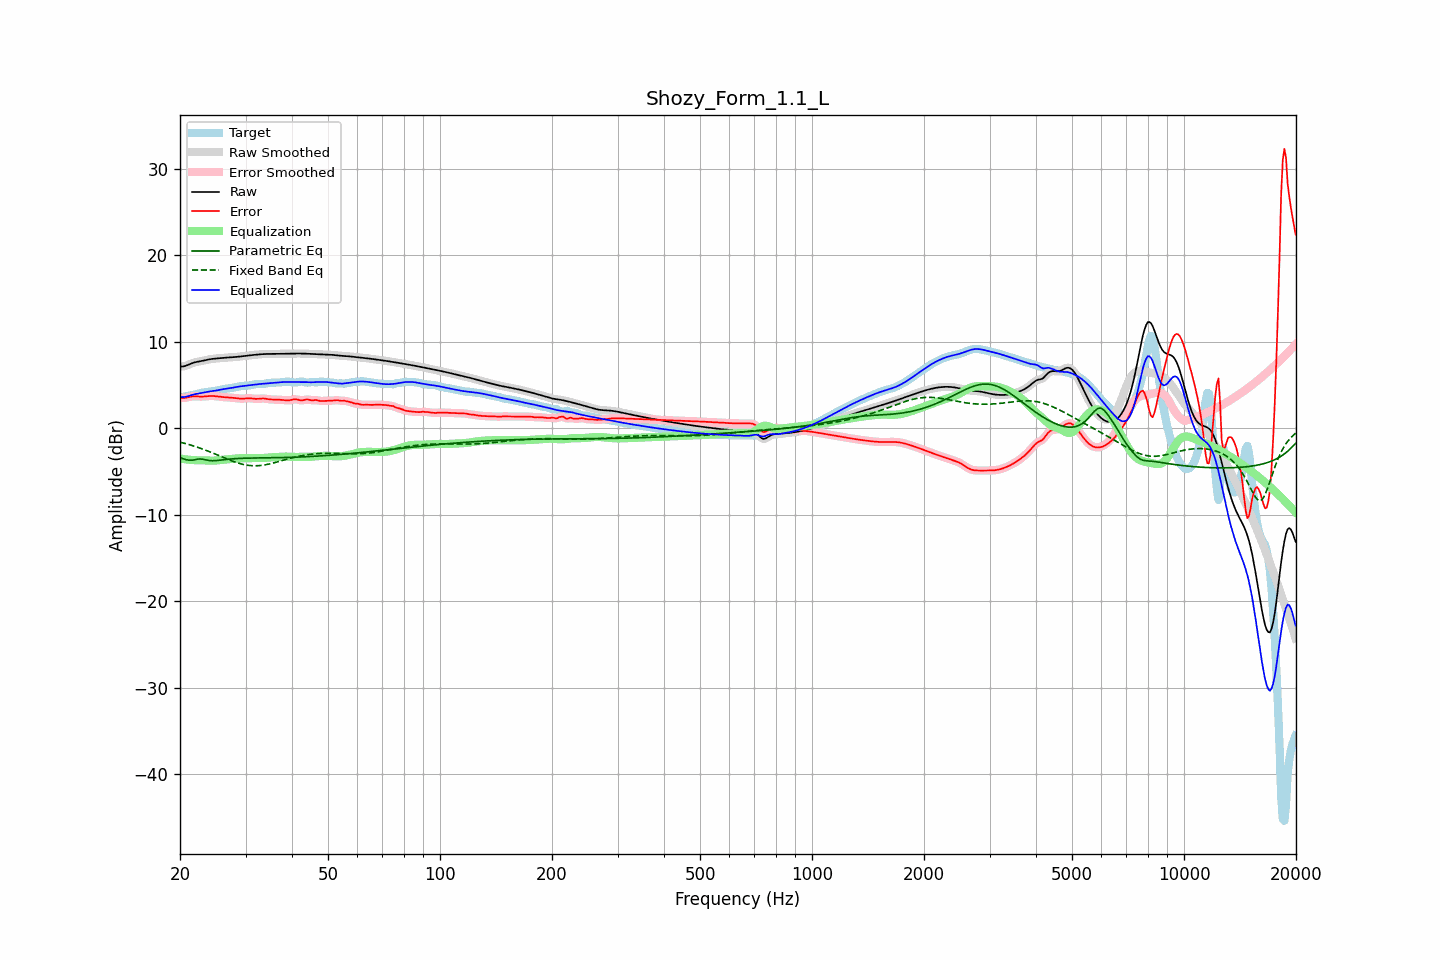 Shozy_Form_1.1_L
Target
Raw Smoothed
Error Smoothed
Raw
Error
Equalization
Parametric Eq
Fixed Band Eq
Equalized
Amplitude (dBr)
30
20
10
0
−10
−20
−30
−40
20 50 100 200 500 1000 2000 5000 10000 20000
Frequency (Hz)